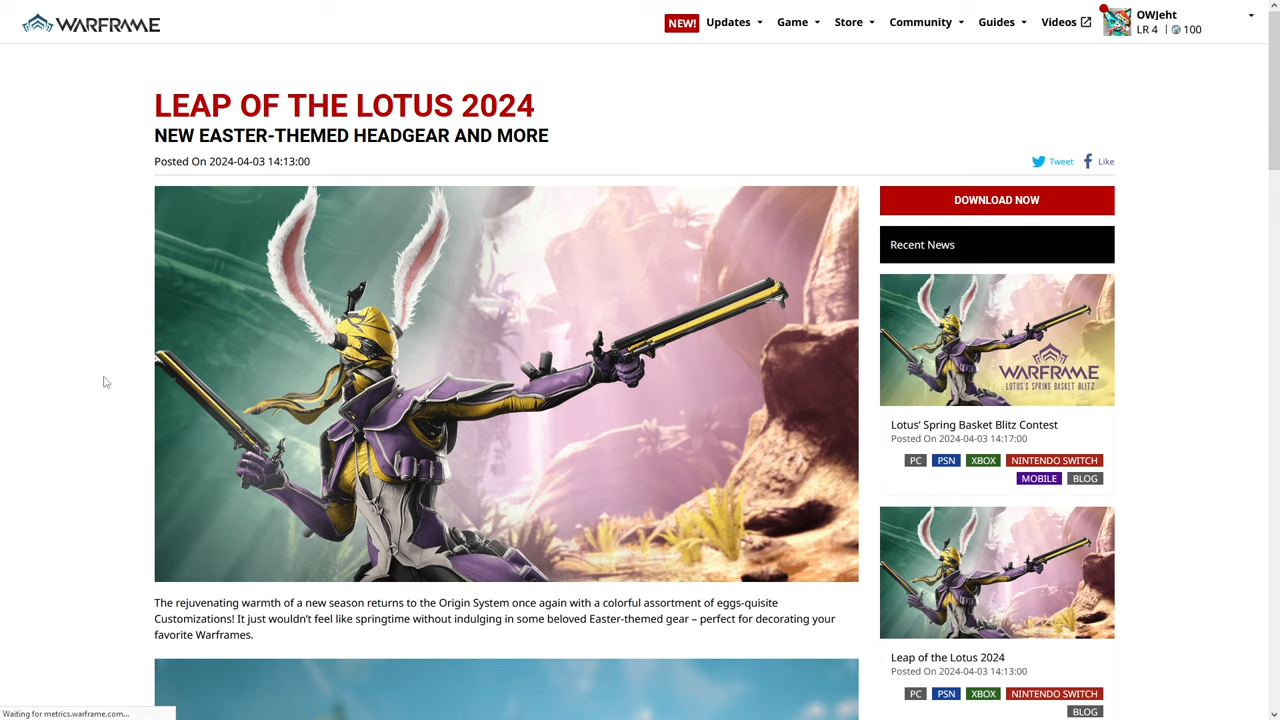 WARFRAME
NEW! Updates Game Store Community Guides Videos
OWJeht
LR 4 | 100
LEAP OF THE LOTUS 2024
NEW EASTER-THEMED HEADGEAR AND MORE
Posted On 2024-04-03 14:13:00
Tweet Like
DOWNLOAD NOW
Recent News
WARFRAME
LOTUS'S SPRING BASKET BLITZ
Lotus’ Spring Basket Blitz Contest
Posted On 2024-04-03 14:17:00
PC PSN XBOX NINTENDO SWITCH
MOBILE BLOG
The rejuvenating warmth of a new season returns to the Origin System once again with a colorful assortment of eggs-quisite
Customizations! It just wouldn’t feel like springtime without indulging in some beloved Easter-themed gear – perfect for decorating your
favorite Warframes.
Leap of the Lotus 2024
Posted On 2024-04-03 14:13:00
PC PSN XBOX NINTENDO SWITCH
BLOG
Waiting for metrics.warframe.com...